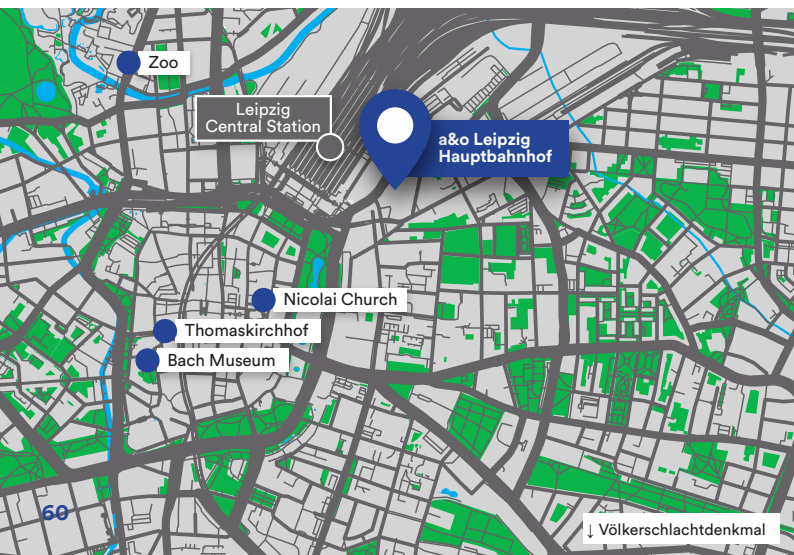 Zoo
Leipzig
Central Station
a&o Leipzig
Hauptbahnhof
Nicolai Church
Thomaskirchhof
Bach Museum
60
↓ Völkerschlachtdenkmal